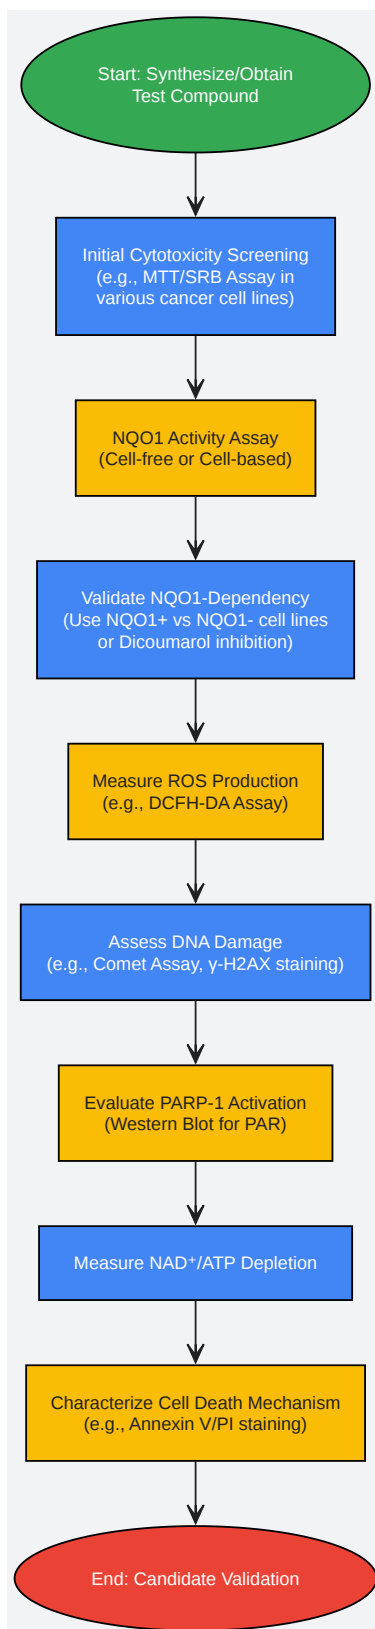 Start: Synthesize/Obtain
Test Compound
Initial Cytotoxicity Screening
(e.g., MTT/SRB Assay in
various cancer cell lines)
NQO1 Activity Assay
(Cell-free or Cell-based)
Validate NQO1-Dependency
(Use NQO1+ vs NQO1- cell lines
or Dicoumarol inhibition)
Measure ROS Production
(e.g., DCFH-DA Assay)
Assess DNA Damage
(e.g., Comet Assay, γ-H2AX staining)
Evaluate PARP-1 Activation
(Western Blot for PAR)
Measure NAD⁺/ATP Depletion
Characterize Cell Death Mechanism
(e.g., Annexin V/PI staining)
End: Candidate Validation